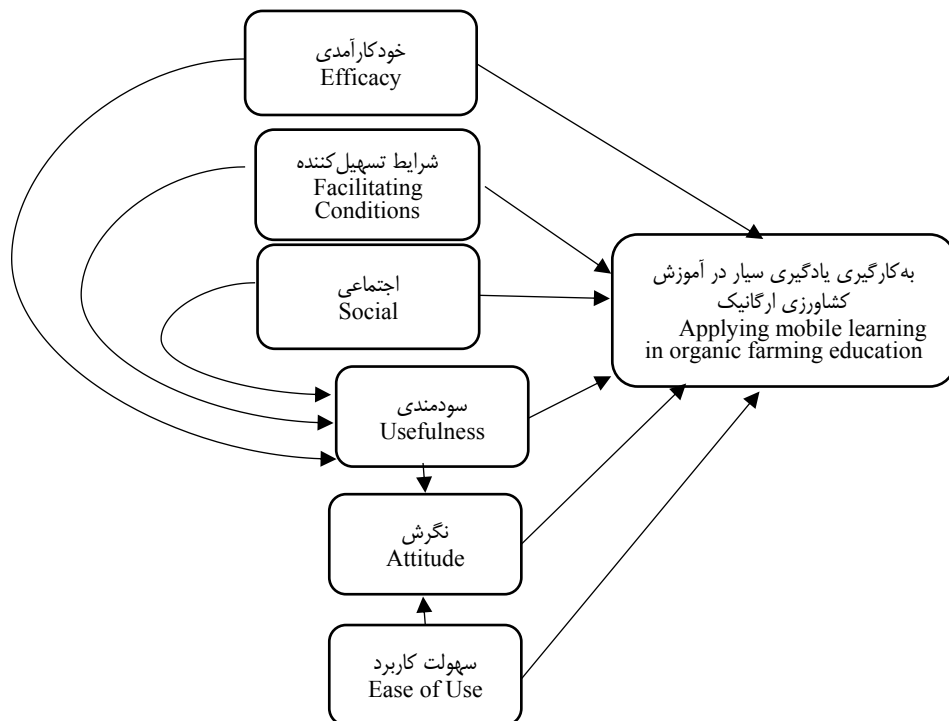 خودکارآمدی
Efficacy
شرایط تسهیل‌کننده
Facilitating
Conditions
اجتماعی
Social
به‌کارگیری یادگیری سیار در آموزش
کشاورزی ارگانیک
Applying mobile learning
in organic farming education
سودمندی
Usefulness
نگرش
Attitude
سهولت کاربرد
Ease of Use